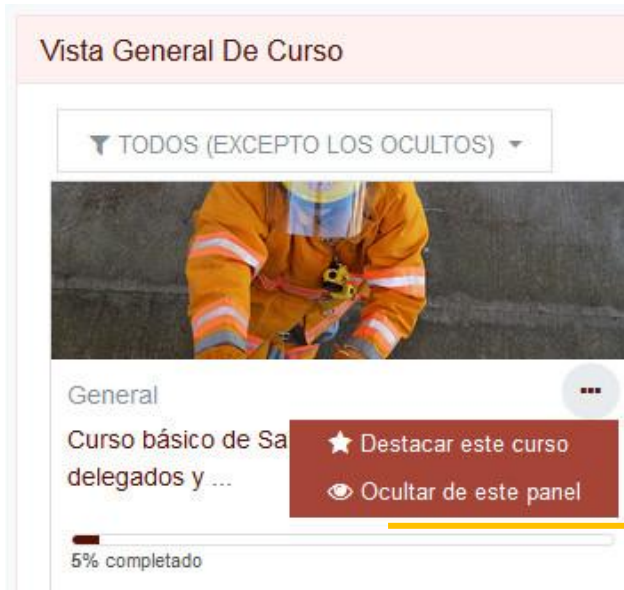 Vista General De Curso
TODOS (EXCEPTO LOS OCULTOS)
General
Curso básico de Sa
delegados y ...
Destacar este curso
Ocultar de este panel
5% completado